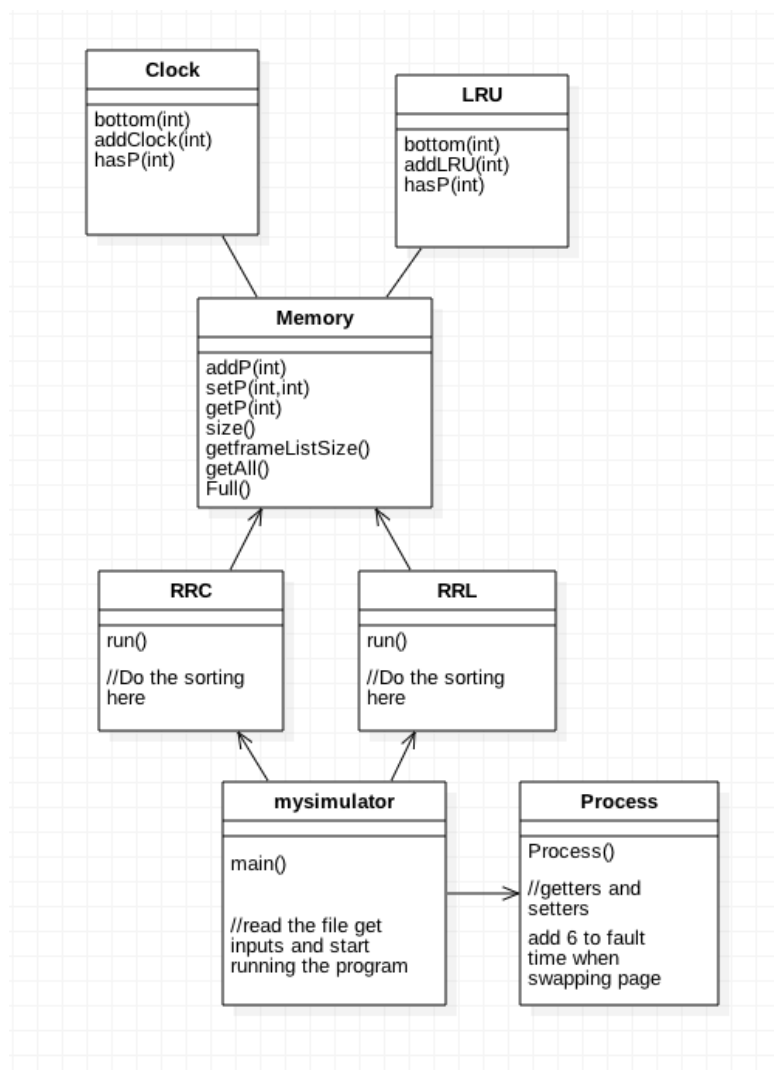 Clock
bottom(int)
addClock(int)
hasP(int)
LRU
bottom(int)
addLRU(int)
hasP(int)
Memory
addP(int)
setP(int,int)
getP(int)
size()
getframeListSize()
getAll()
Full()
RRC
run()
//Do the sorting
here
RRL
run()
//Do the sorting
here
mysimulator
main()
//read the file get
inputs and start
running the program
Process
Process()
//getters and
setters
add 6 to fault
time when
swapping page